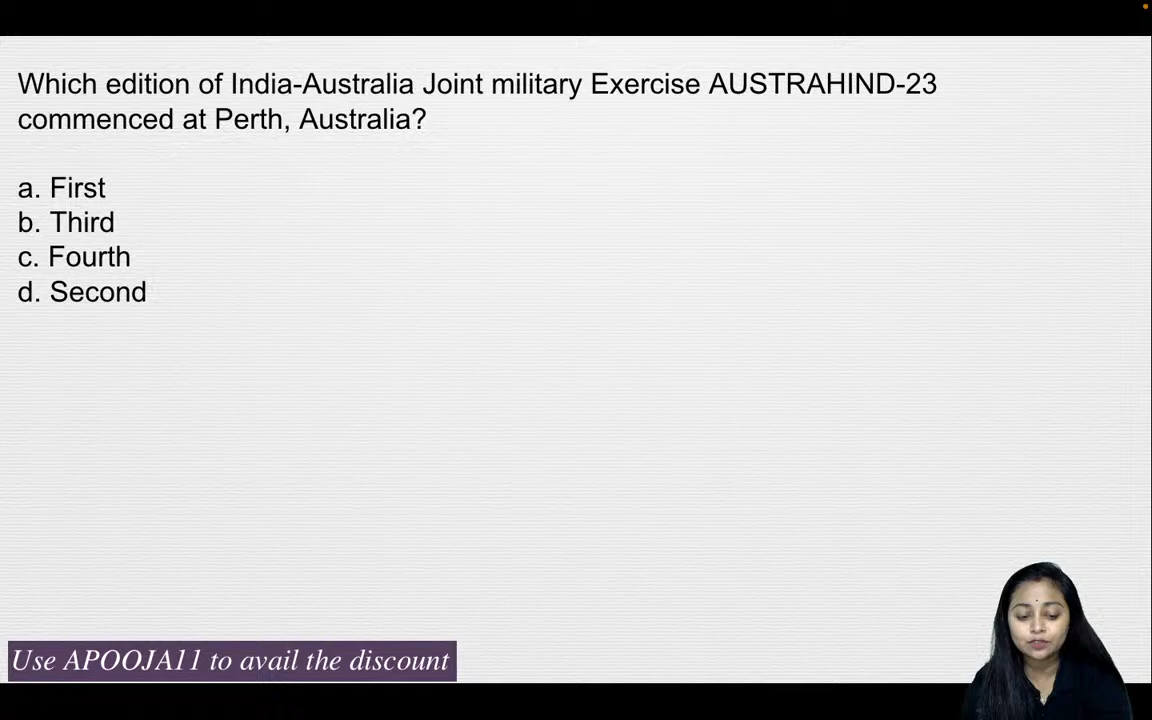 Which edition of India-Australia Joint military Exercise AUSTRAHIND-23
commenced at Perth, Australia?
a. First
b. Third
c. Fourth
d. Second
Use APOOJA11 to avail the discount